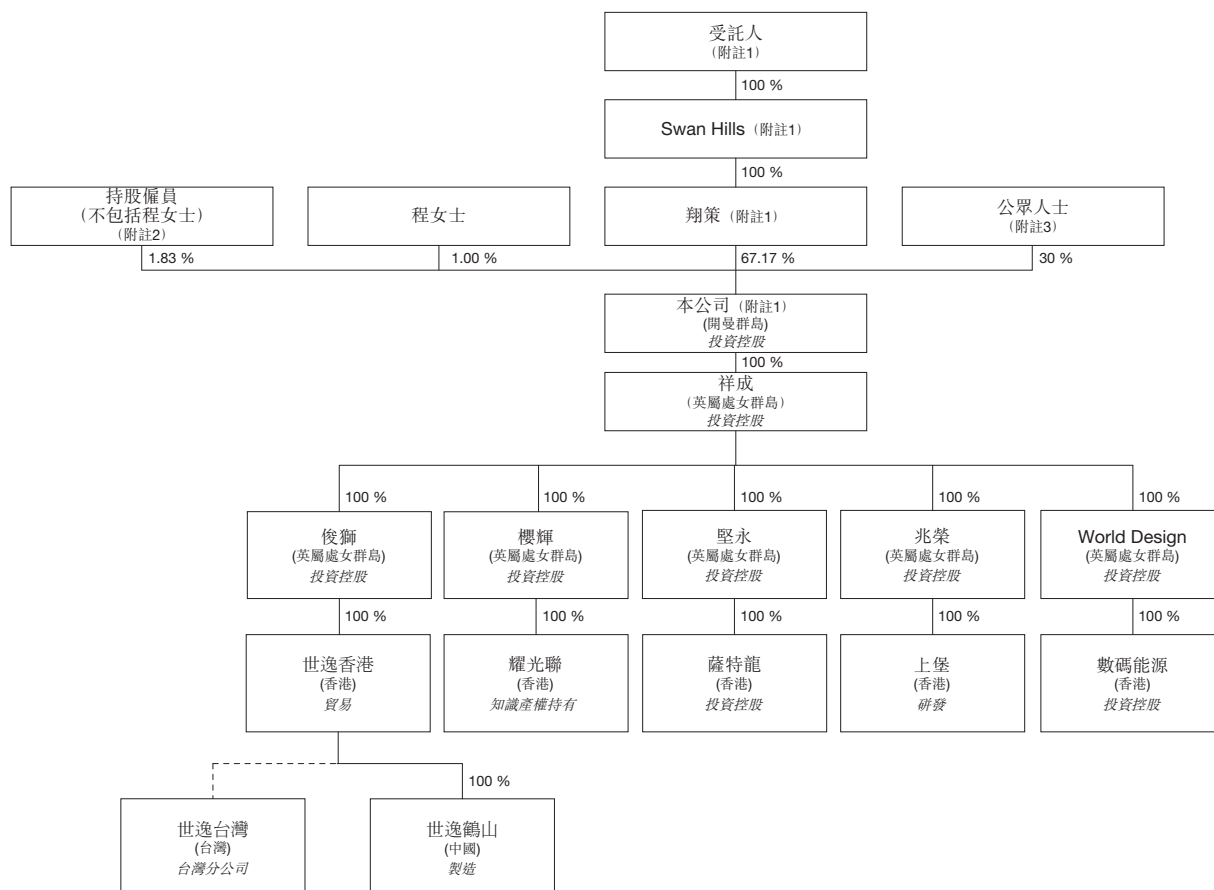 受託人
(附註1)
100 %
Swan Hills (附註1)
100 %
持股僱員
(不包括程女士)
(附註2)
程女士
翔策 (附註1)
公眾人士
(附註3)
1.83 %
1.00 %
67.17 %
30 %
本公司 (附註1)
(開曼群島)
投資控股
100 %
祥成
(英屬處女群島)
投資控股
100 %
100 %
100 %
100 %
100 %
俊獅
(英屬處女群島)
投資控股
櫻輝
(英屬處女群島)
投資控股
堅永
(英屬處女群島)
投資控股
兆榮
(英屬處女群島)
投資控股
World Design
(英屬處女群島)
投資控股
100 %
100 %
100 %
100 %
100 %
世逸香港
(香港)
貿易
耀光聯
(香港)
知識產權持有
薩特龍
(香港)
投資控股
上堡
(香港)
研發
數碼能源
(香港)
投資控股
100 %
世逸台灣
(台灣)
台灣分公司
世逸鶴山
(中國)
製造